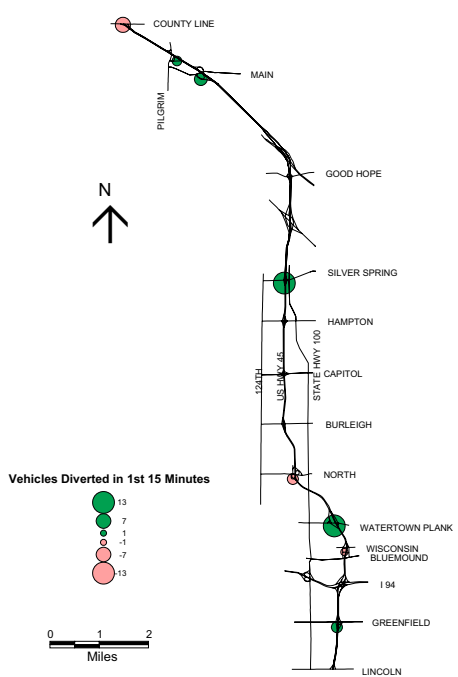 COUNTY LINE
MAIN
PILGRIM
GOOD HOPE
N
SILVER SPRING
HAMPTON
STATE HWY 100
US HWY 45
124TH
CAPITOL
BURLEIGH
NORTH
Vehicles Diverted in 1st 15 Minutes
13
7
1
-1
-7
-13
WATERTOWN PLANK
WISCONSIN
BLUEMOUND
I 94
GREENFIELD
LINCOLN
0 1 2
Miles